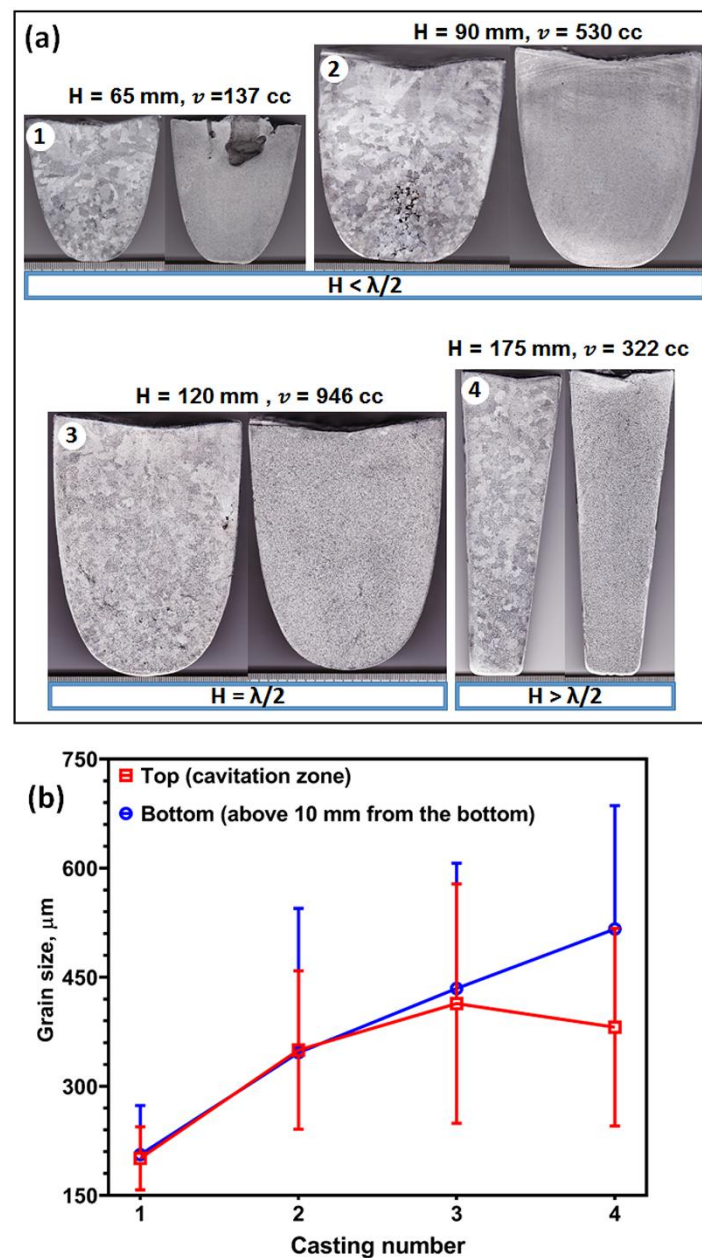 (a)
H = 90 mm, v = 530 cc
2
H = 65 mm, v =137 cc
1
H < λ/2
H = 175 mm, v = 322 cc
H = 120 mm , v = 946 cc
4
3
H = λ/2
H > λ/2
(b)
750
600
450
300
150
Grain size, μm
Top (cavitation zone)
Bottom (above 10 mm from the bottom)
1
2
3
4
Casting number